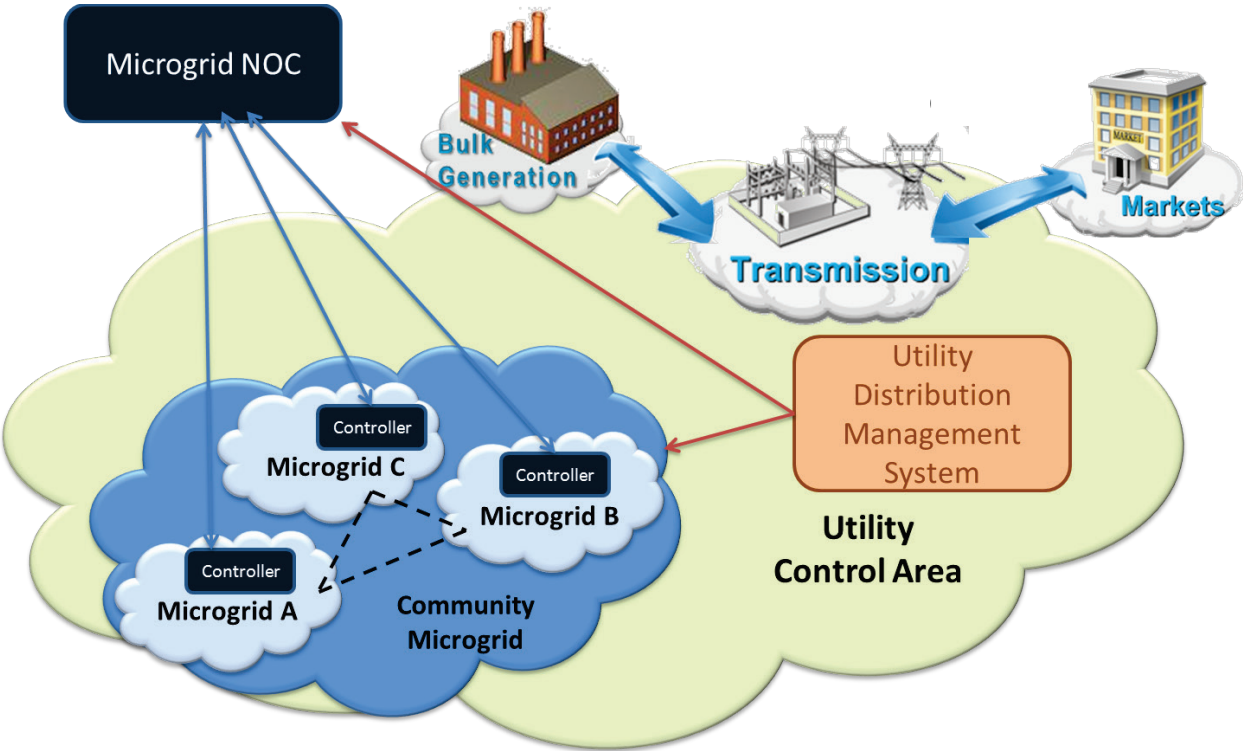 Microgrid NOC
Bulk
Generation
MARKET
Markets
Transmission
Utility
Distribution
Management
System
Controller
Microgrid C
Controller
Microgrid B
Utility
Control Area
Controller
Microgrid A
Community
Microgrid